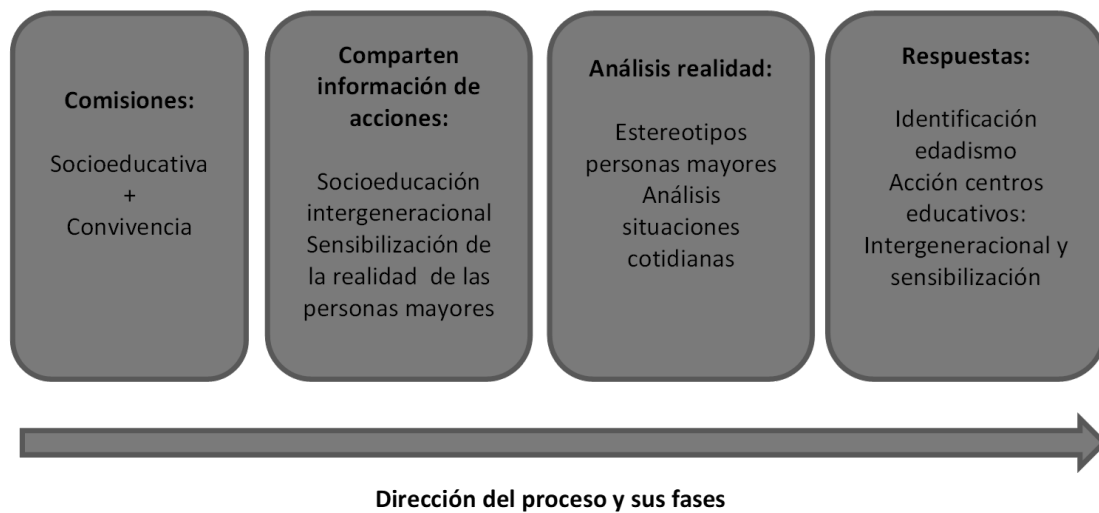 Comisiones:
Socioeducativa
+
Convivencia
Comparten
información de
acciones:
Socioeducación
intergeneracional
Sensibilización de
la realidad de las
personas mayores
Análisis realidad:
Estereotipos
personas mayores
Análisis
situaciones
cotidianas
Respuestas:
Identificación
edadismo
Acción centros
educativos:
Intergeneracional y
sensibilización
Dirección del proceso y sus fases